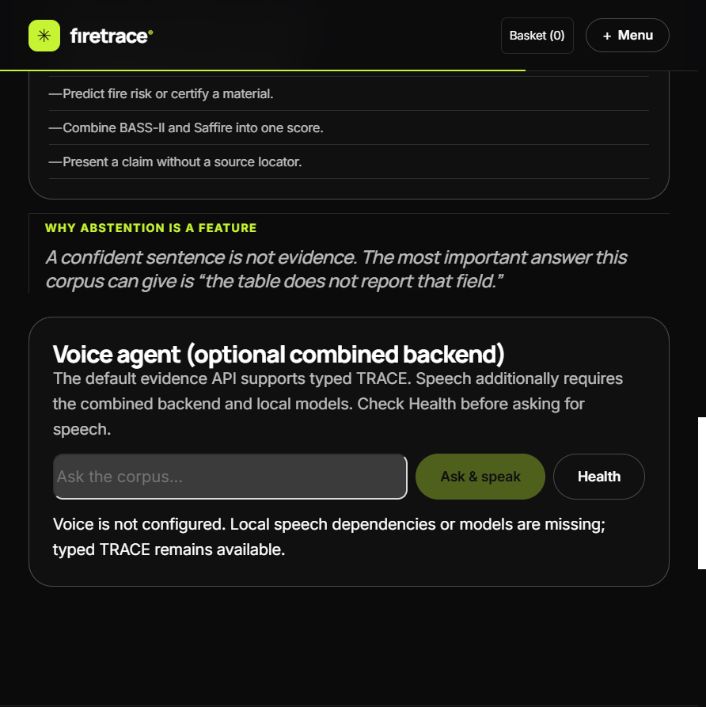 firetrace
Basket (0)
+ Menu
—Predict fire risk or certify a material.
—Combine BASS-II and Saffire into one score.
—Present a claim without a source locator.
WHY ABSTENTION IS A FEATURE
A confident sentence is not evidence. The most important answer this
corpus can give is “the table does not report that field.”
Voice agent (optional combined backend)
The default evidence API supports typed TRACE. Speech additionally requires
the combined backend and local models. Check Health before asking for
speech.
Ask the corpus...
Ask & speak
Health
Voice is not configured. Local speech dependencies or models are missing;
typed TRACE remains available.